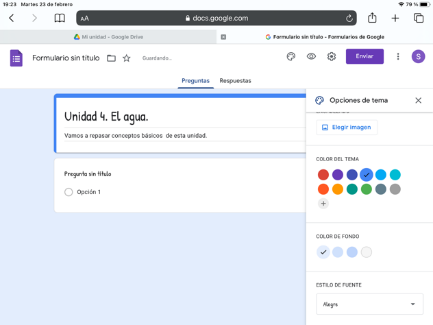 19:23 Martes 23 de febrero
79 %
AA
docs.google.com
Mi unidad – Google Drive
Formulario sin título - Formularios de Google
Formulario sin título
Guardando..
Enviar
S
Preguntas Respuestas
Unidad 4. El agua.
Vamos a repasar conceptos básicos de esta unidad.
Pregunta sin título
Opción 1
Opciones de tema
Elegir imagen
COLOR DEL TEMA
COLOR DE FONDO
ESTILO DE FUENTE
Alegre